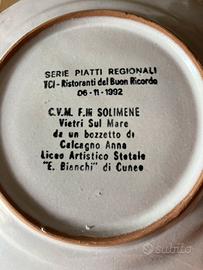 SERIE PIATTI REGIONALI
TCI - Ristoranti del Buon Ricordo
06-11-1992
C.V.M. F.lli SOLIMENE
Vietri Sul Mare
da un bozzetto di
Calcagno Anna
Liceo Artistico Statale
"E. Bianchi" di Cuneo
subito